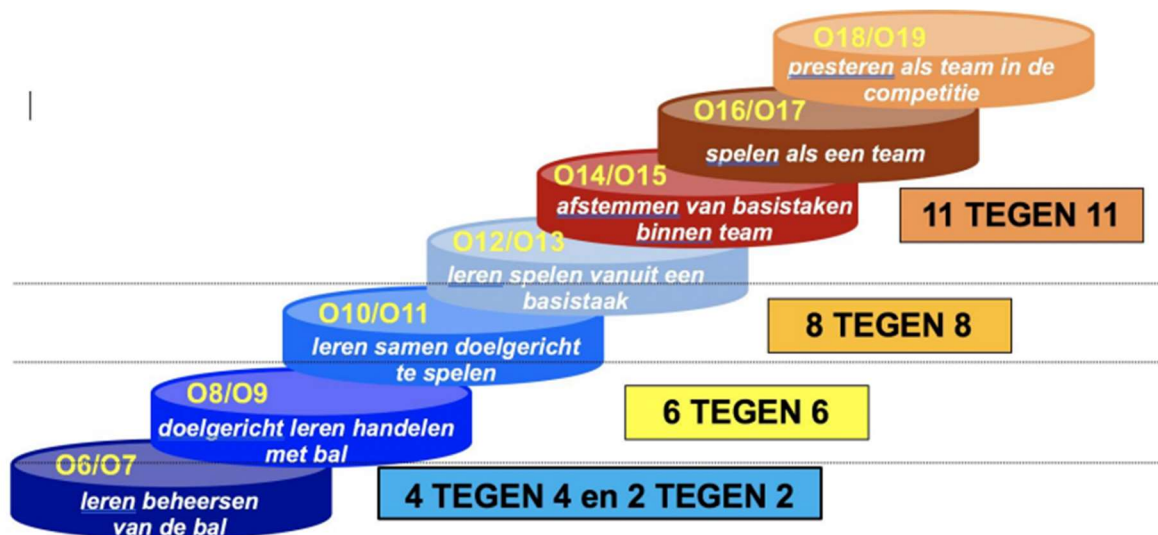 O18/O19
presteren als team in de
competitie
O16/O17
spelen als een team
O14/O15
afstemmen van basistaken
binnen team
11 TEGEN 11
O12/O13
leren spelen vanuit een
basistaak
O10/O11
leren samen doelgericht
te spelen
8 TEGEN 8
O8/O9
doelgericht leren handelen
met bal
6 TEGEN 6
O6/O7
leren beheersen
van de bal
4 TEGEN 4 en 2 TEGEN 2